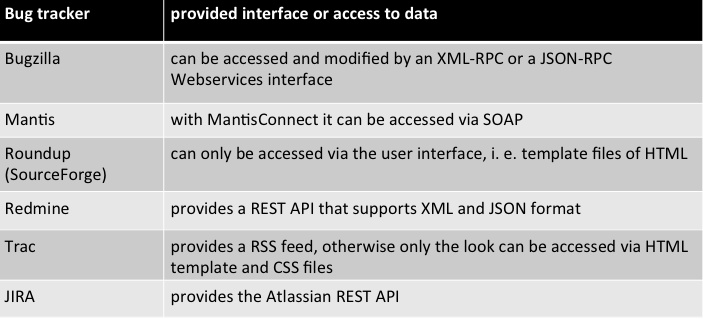 Bug tracker provided interface or access to data
Bugzilla can be accessed and modified by an XML-RPC or a JSON-RPC
Webservices interface
Mantis with MantisConnect it can be accessed via SOAP
Roundup can only be accessed via the user interface, i. e. template files of HTML
(SourceForge)
Redmine provides a REST API that supports XML and JSON format
Trac provides a RSS feed, otherwise only the look can be accessed via HTML
template and CSS files
JIRA provides the Atlassian REST API